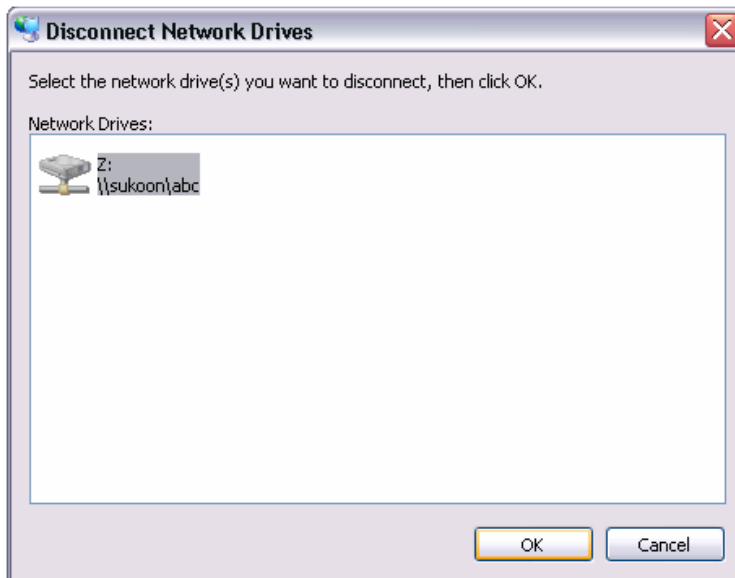 Disconnect Network Drives
Select the network drive(s) you want to disconnect, then click OK.
Network Drives:
Z:
\\sukoon\abc
OK
Cancel